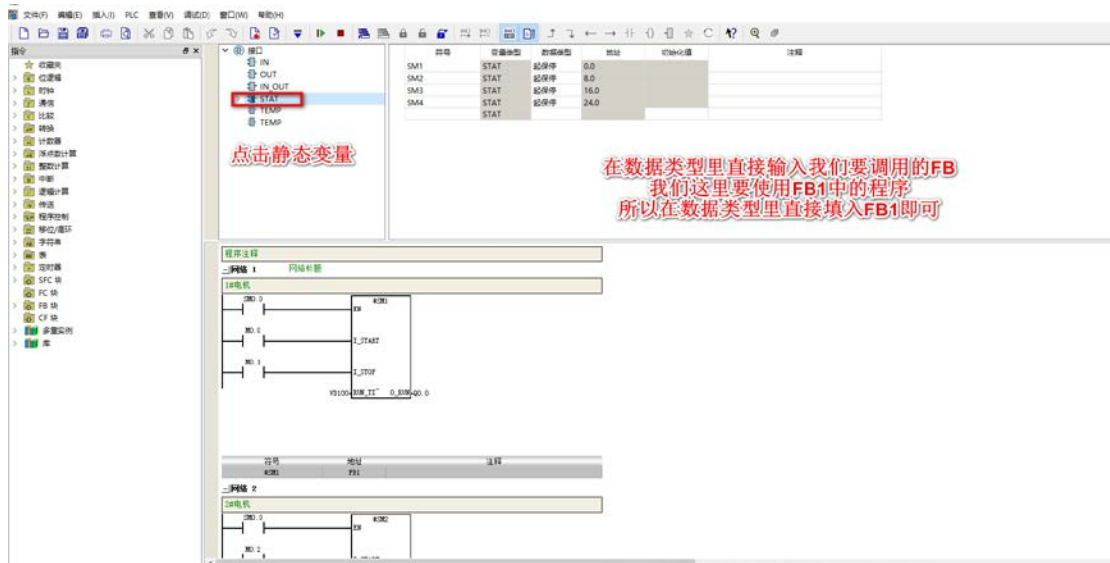 文件(F) 编辑(E) 插入(I) PLC 查看(V) 调试(D) 窗口(W) 帮助(H)
指令
收藏夹
位逻辑
时钟
通信
比较
转换
计数器
浮点数计算
整数计算
中断
逻辑计算
传送
程序控制
移位/循环
字符串
表
定时器
SFC 块
FC 块
FB 块
CF 块
多重实例
库
接口
IN
OUT
IN_OUT
STAT
TEMP
TEMP
点击静态变量
符号 变量类型 数据类型 地址 初始化值 注释
SM1 STAT 起保停 0.0
SM2 STAT 起保停 8.0
SM3 STAT 起保停 16.0
SM4 STAT 起保停 24.0
STAT
在数据类型里直接输入我们要调用的FB
我们这里要使用FB1中的程序
所以在数据类型里直接填入FB1即可
程序注释
网络 1 网络标题
1#电机
SM0.0 #SM1
EN
M0.0
I_START
M0.1
I_STOP
VD100 RUN_TI~ O_RUN Q0.0
符号 地址 注释
#SM1 FB1
网络 2
2#电机
SM0.0 #SM2
EN
M0.2